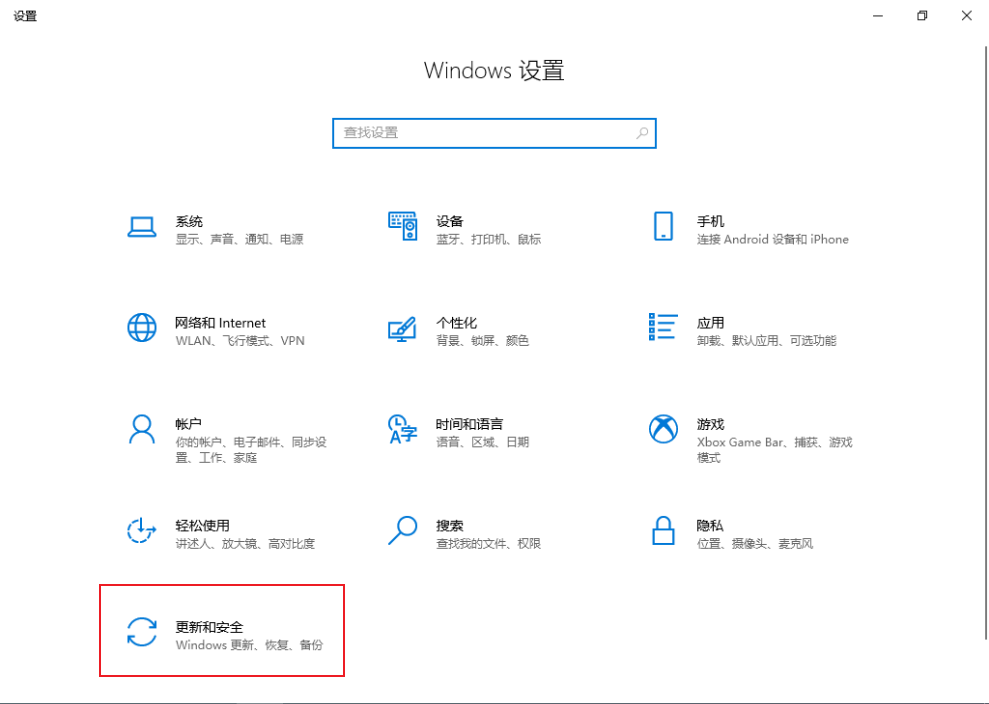 设置
Windows 设置
查找设置
系统
显示、声音、通知、电源
设备
蓝牙、打印机、鼠标
手机
连接 Android 设备和 iPhone
网络和 Internet
WLAN、飞行模式、VPN
个性化
背景、锁屏、颜色
应用
卸载、默认应用、可选功能
帐户
你的帐户、电子邮件、同步设
置、工作、家庭
时间和语言
语音、区域、日期
游戏
Xbox Game Bar、捕获、游戏
模式
轻松使用
讲述人、放大镜、高对比度
搜索
查找我的文件、权限
隐私
位置、摄像头、麦克风
更新和安全
Windows 更新、恢复、备份